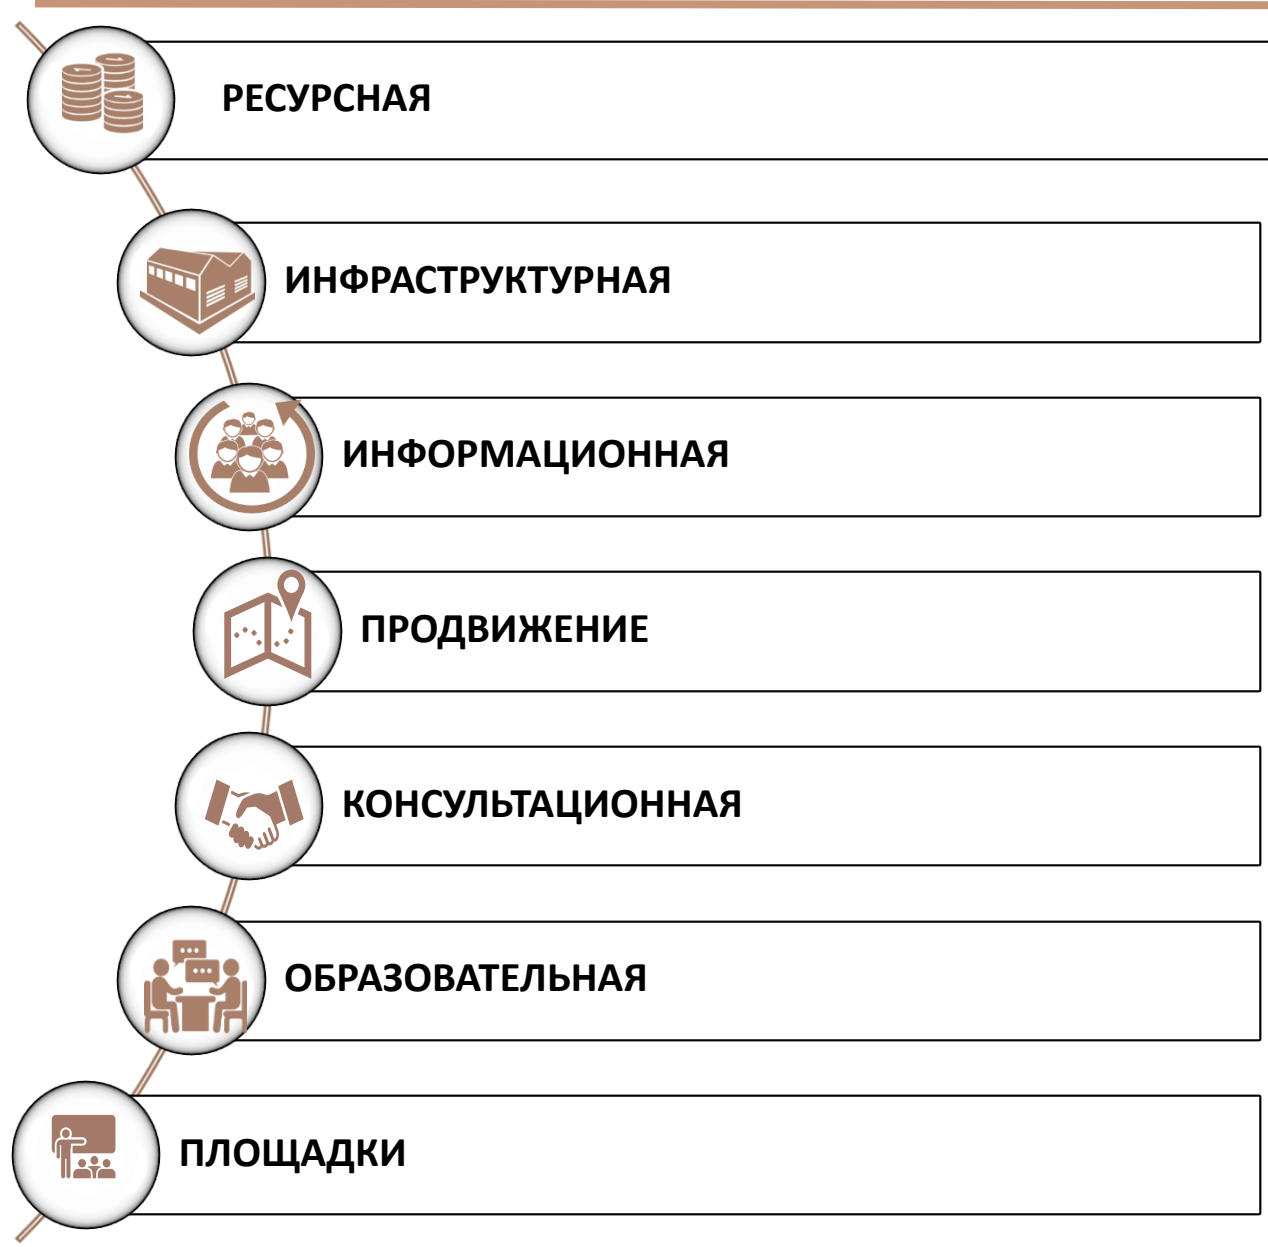 РЕСУРСНАЯ
ИНФРАСТРУКТУРНАЯ
ИНФОРМАЦИОННАЯ
ПРОДВИЖЕНИЕ
КОНСУЛЬТАЦИОННАЯ
ОБРАЗОВАТЕЛЬНАЯ
ПЛОЩАДКИ